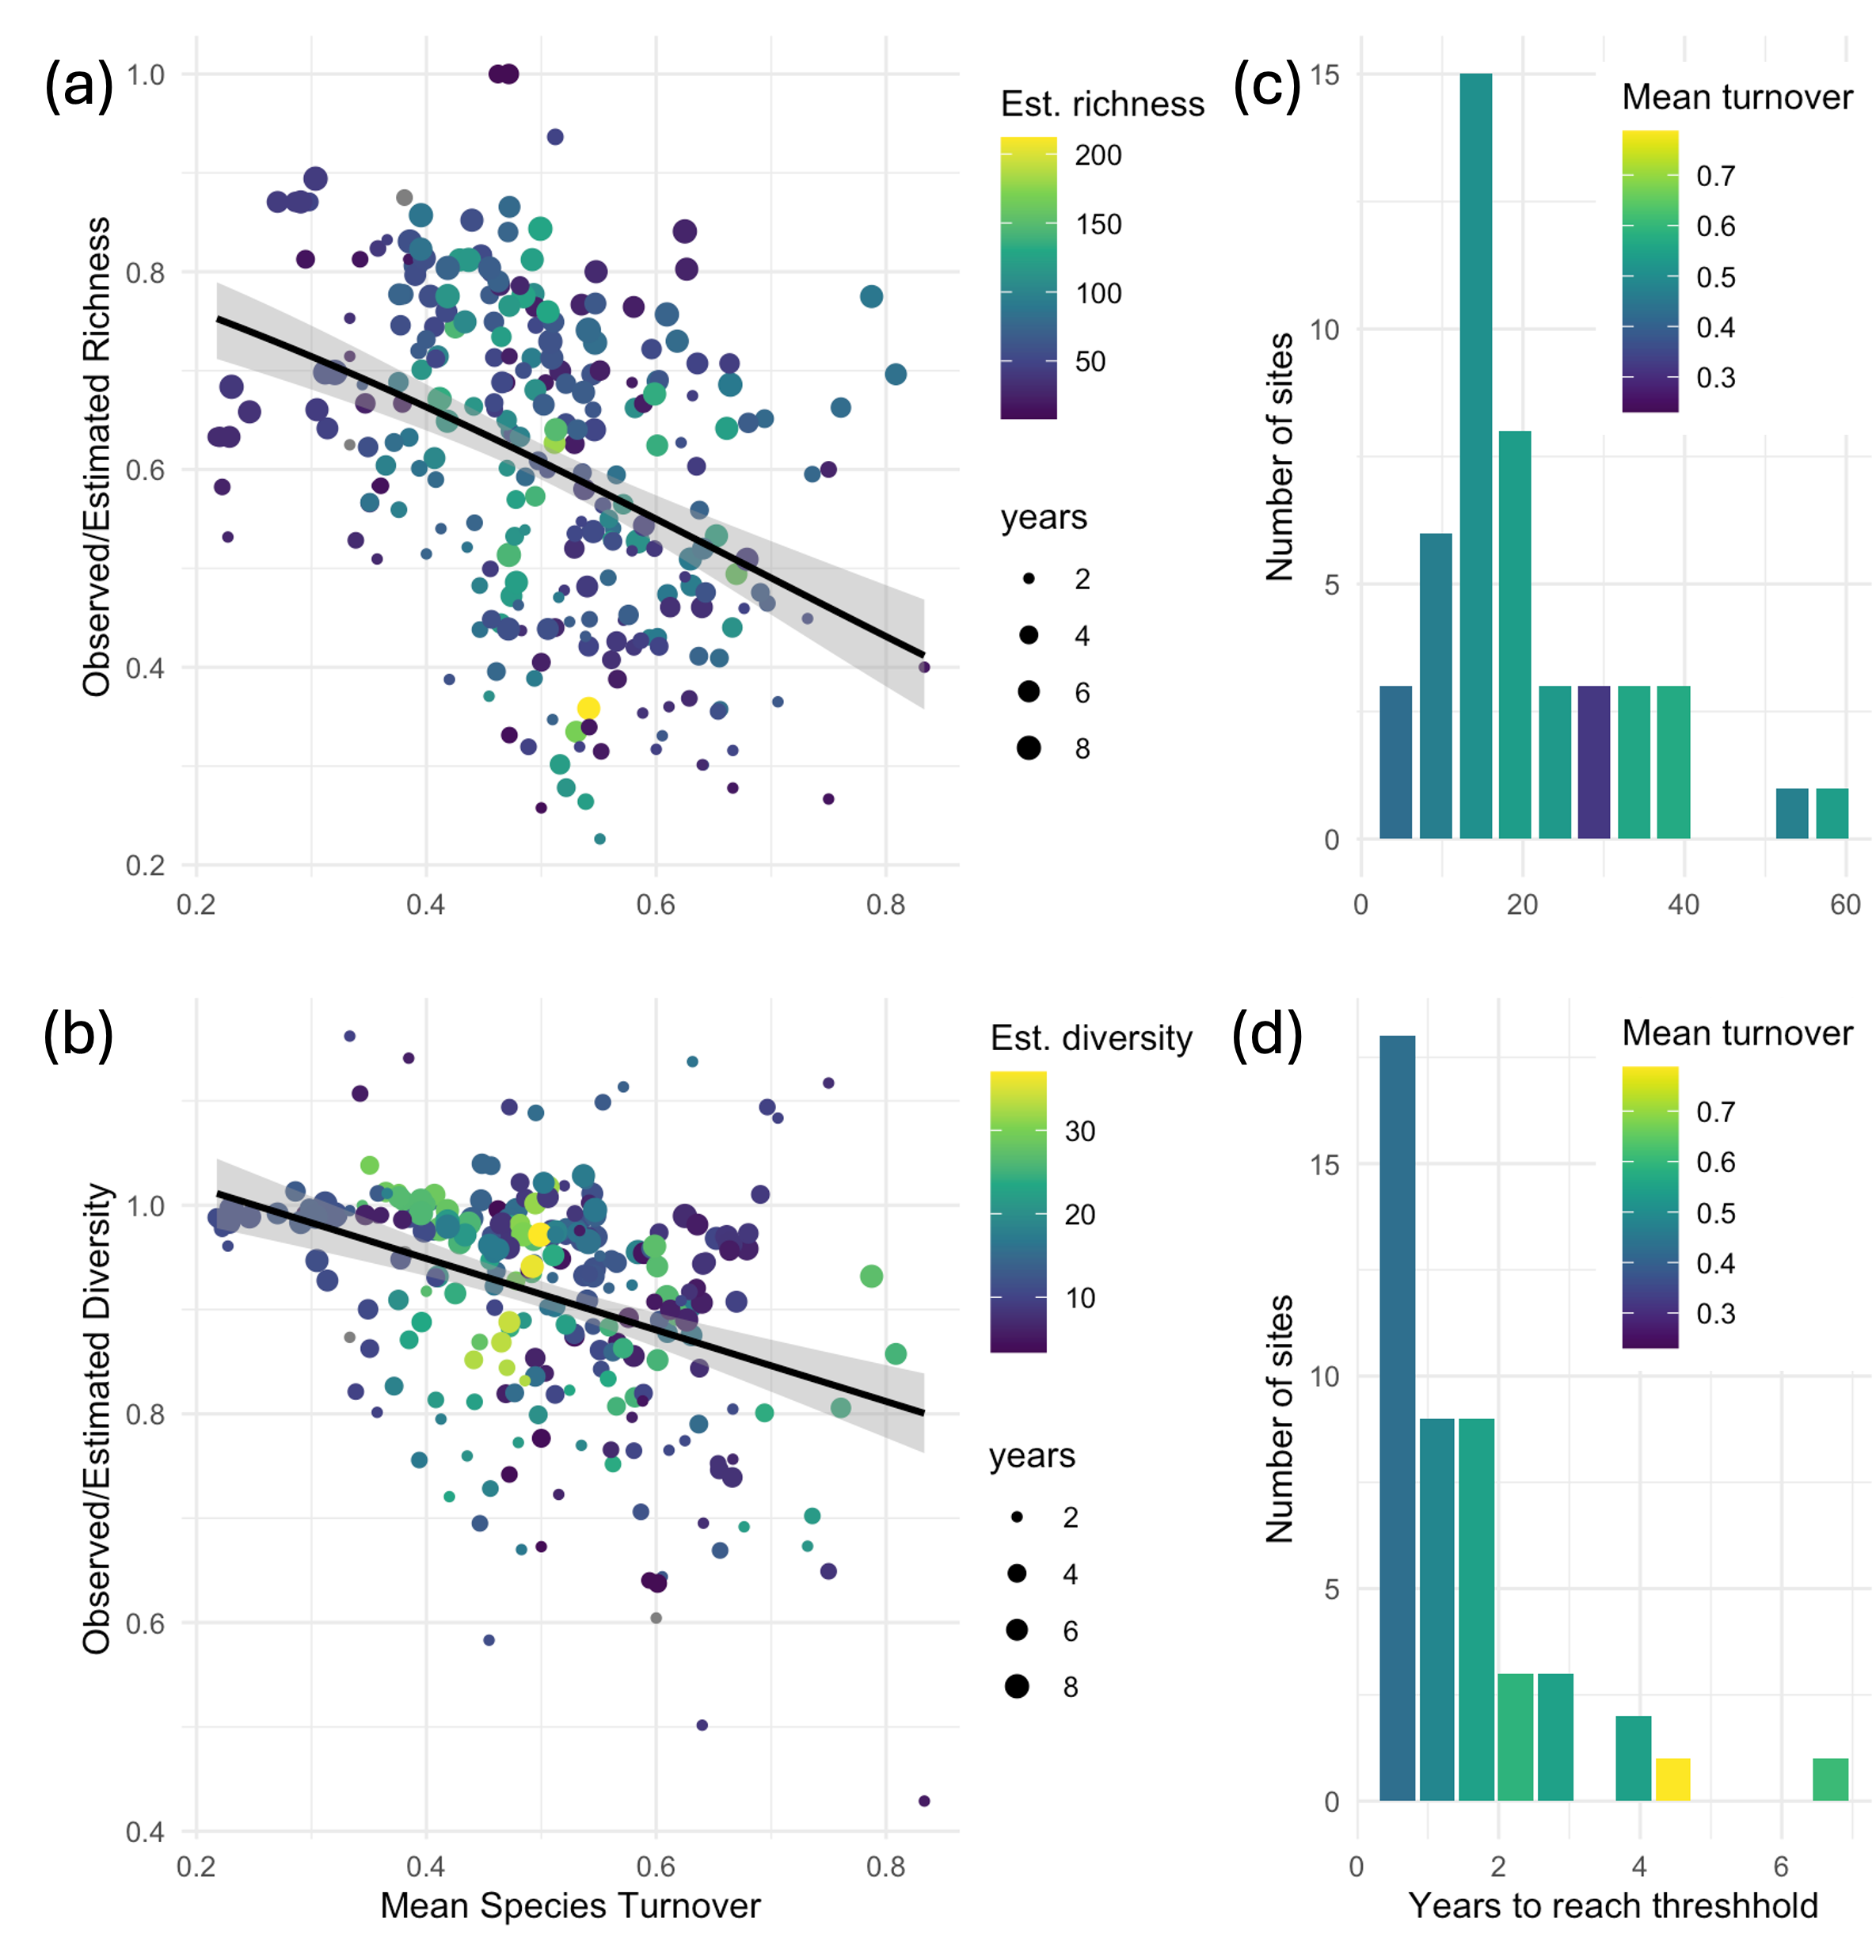 (a)
1.0
0.8
0.6
0.4
0.2
Observed/Estimated Richness
0.2 0.4 0.6 0.8
Est. richness
200
150
100
50
years
2
4
6
8
(c)
15
10
5
0
Number of sites
0 20 40 60
Mean turnover
0.7
0.6
0.5
0.4
0.3
(b)
1.0
0.8
0.6
0.4
Observed/Estimated Diversity
0.2 0.4 0.6 0.8
Mean Species Turnover
Est. diversity
30
20
10
years
2
4
6
8
(d)
15
10
5
0
Number of sites
0 2 4 6
Years to reach threshhold
Mean turnover
0.7
0.6
0.5
0.4
0.3